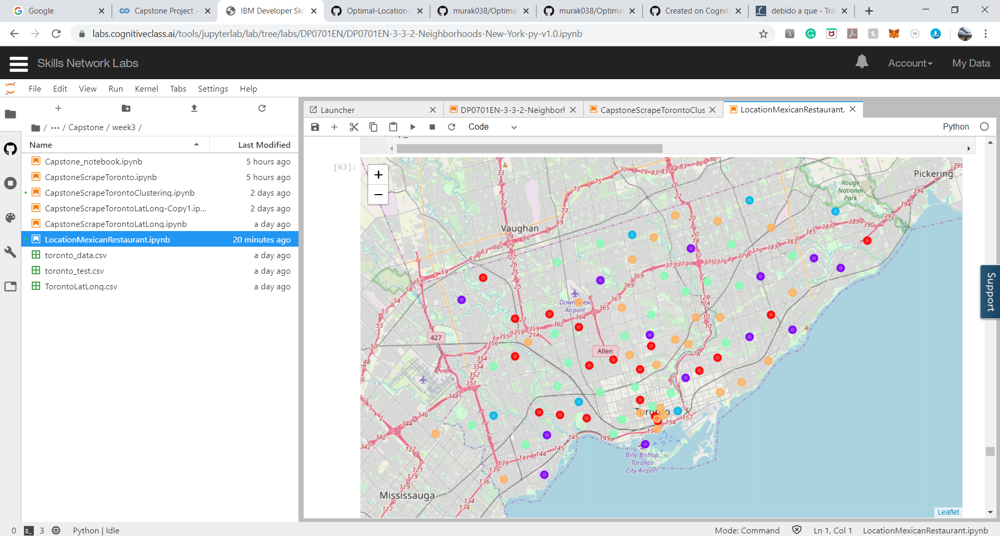 Google
Capstone Project -
IBM Developer Ski
Optimal-Location-
murak038/Optima
murak038/Optima
Created on Cogniti
debido a que - Tra
labs.cognitiveclass.ai/tools/jupyterlab/lab/tree/labs/DP0701EN/DP0701EN-3-3-2-Neighborhoods-New-York-py-v1.0.ipynb
Skills Network Labs
Account
My Data
File Edit View Run Kernel Tabs Settings Help
Launcher
DP0701EN-3-3-2-Neighborh
CapstoneScrapeTorontoClus
LocationMexicanRestaurant.
/ ... / Capstone / week3 /
Code
Python
Name
Last Modified
Capstone_notebook.ipynb 5 hours ago
CapstoneScrapeToronto.ipynb 5 hours ago
CapstoneScrapeTorontoClustering.ipynb 2 days ago
CapstoneScrapeTorontoLatLong-Copy1.ip... 2 days ago
CapstoneScrapeTorontoLatLong.ipynb a day ago
LocationMexicanRestaurant.ipynb 20 minutes ago
toronto_data.csv a day ago
toronto_test.csv a day ago
TorontoLatLong.csv a day ago
[63]:
+
−
Pickering
Rouge
National
Park
Vaughan
Downsview
Airport
427
Allen
Toronto
Billy Bishop
Toronto
City Airport
Mississauga
Leaflet
Support
0
3
Python | Idle
Mode: Command
Ln 1, Col 1
LocationMexicanRestaurant.ipynb